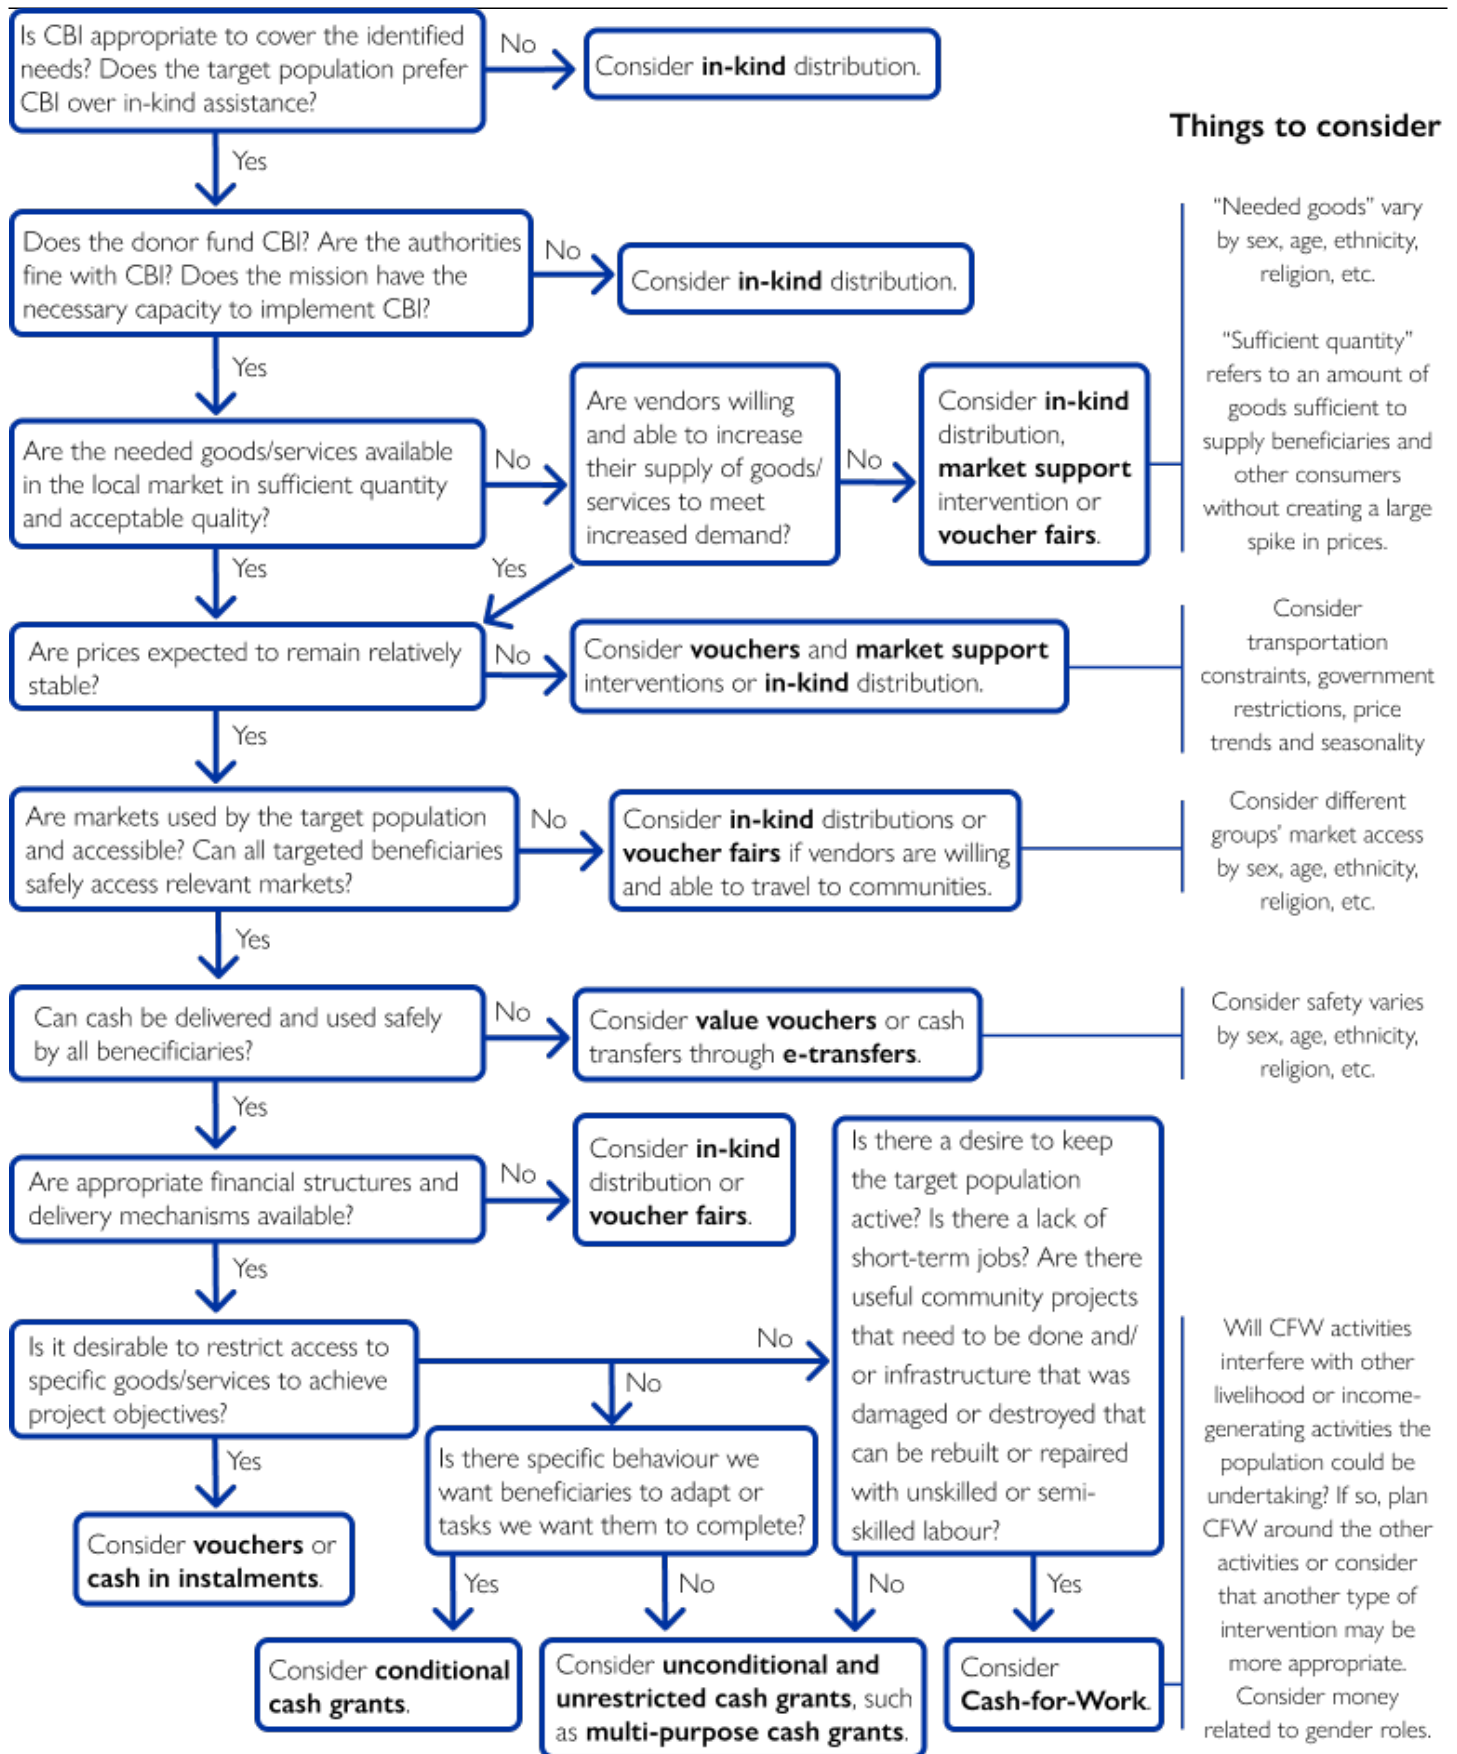 Is CBI appropriate to cover the identified
needs? Does the target population prefer
CBI over in-kind assistance?
No
Consider in-kind distribution.
Things to consider
Yes
Does the donor fund CBI? Are the authorities
fine with CBI? Does the mission have the
necessary capacity to implement CBI?
No
Consider in-kind distribution.
"Needed goods" vary
by sex, age, ethnicity,
religion, etc.
Yes
Are the needed goods/services available
in the local market in sufficient quantity
and acceptable quality?
No
Are vendors willing
and able to increase
their supply of goods/
services to meet
increased demand?
No
Consider in-kind
distribution,
market support
intervention or
voucher fairs.
"Sufficient quantity"
refers to an amount of
goods sufficient to
supply beneficiaries and
other consumers
without creating a large
spike in prices.
Yes
Yes
Are prices expected to remain relatively
stable?
No
Consider vouchers and market support
interventions or in-kind distribution.
Consider
transportation
constraints, government
restrictions, price
trends and seasonality
Yes
Are markets used by the target population
and accessible? Can all targeted beneficiaries
safely access relevant markets?
No
Consider in-kind distributions or
voucher fairs if vendors are willing
and able to travel to communities.
Consider different
groups' market access
by sex, age, ethnicity,
religion, etc.
Yes
Can cash be delivered and used safely
by all benecificiaries?
No
Consider value vouchers or cash
transfers through e-transfers.
Consider safety varies
by sex, age, ethnicity,
religion, etc.
Yes
Are appropriate financial structures and
delivery mechanisms available?
No
Consider in-kind
distribution or
voucher fairs.
Yes
Is it desirable to restrict access to
specific goods/services to achieve
project objectives?
No
No
Is there a desire to keep
the target population
active? Is there a lack of
short-term jobs? Are there
useful community projects
that need to be done and/
or infrastructure that was
damaged or destroyed that
can be rebuilt or repaired
with unskilled or semi-
skilled labour?
Yes
Consider vouchers or
cash in instalments.
Is there specific behaviour we
want beneficiaries to adapt or
tasks we want them to complete?
Yes
No
No
Yes
Consider conditional
cash grants.
Consider unconditional and
unrestricted cash grants, such
as multi-purpose cash grants.
Consider
Cash-for-Work.
Will CFW activities
interfere with other
livelihood or income-
generating activities the
population could be
undertaking? If so, plan
CFW around the other
activities or consider
that another type of
intervention may be
more appropriate.
Consider money
related to gender roles.